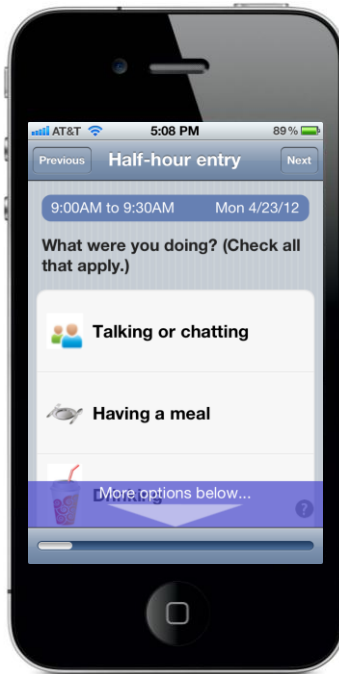 AT&T 5:08 PM 89%
Previous Half-hour entry Next
9:00AM to 9:30AM Mon 4/23/12
What were you doing? (Check all
that apply.)
Talking or chatting
Having a meal
Drinking
More options below...
?